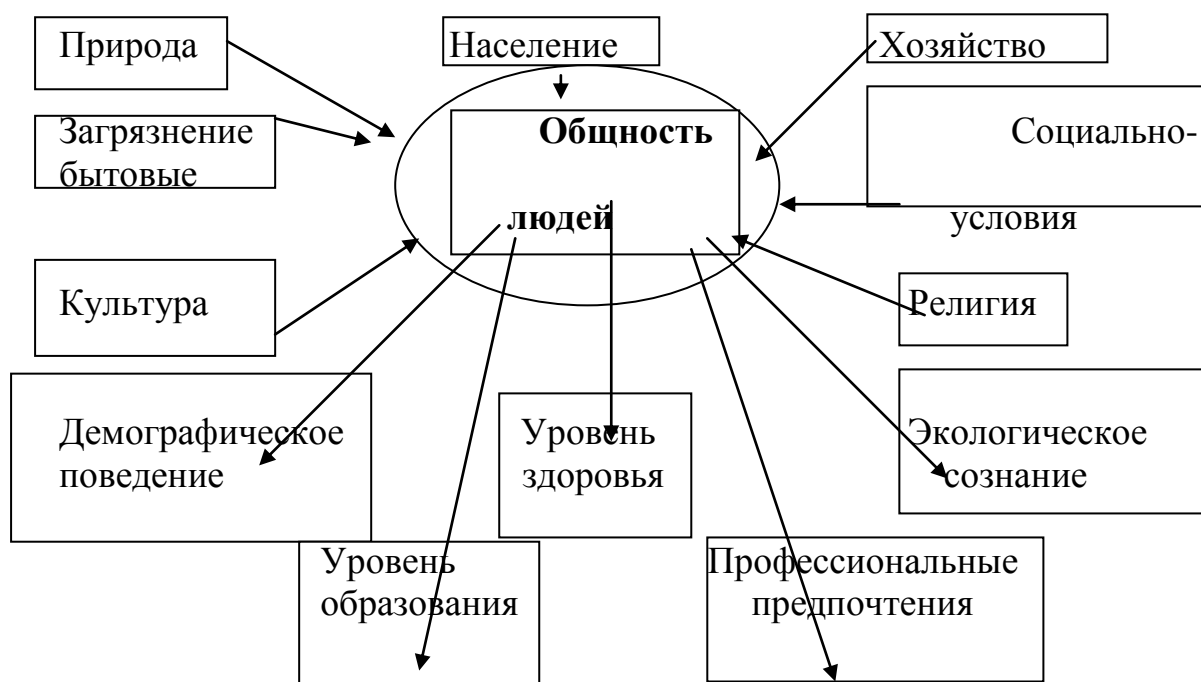 Природа
Население
Хозяйство
Загрязнение
бытовые
Общность
людей
Социально-
условия
Культура
Религия
Демографическое
поведение
Уровень
здоровья
Экологическое
сознание
Уровень
образования
Профессиональные
предпочтения